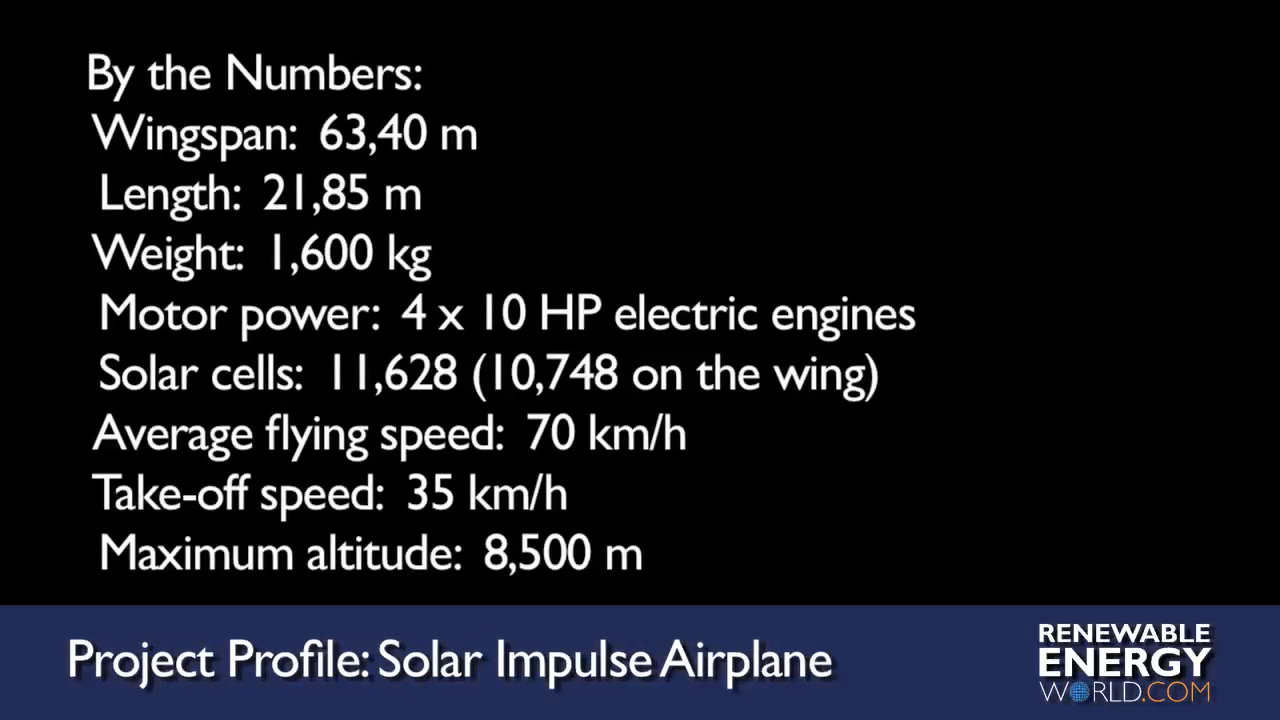 By the Numbers:
Wingspan: 63,40 m
Length: 21,85 m
Weight: 1,600 kg
Motor power: 4 x 10 HP electric engines
Solar cells: 11,628 (10,748 on the wing)
Average flying speed: 70 km/h
Take-off speed: 35 km/h
Maximum altitude: 8,500 m
Project Profile: Solar Impulse Airplane
RENEWABLE
ENERGY
WORLD.COM